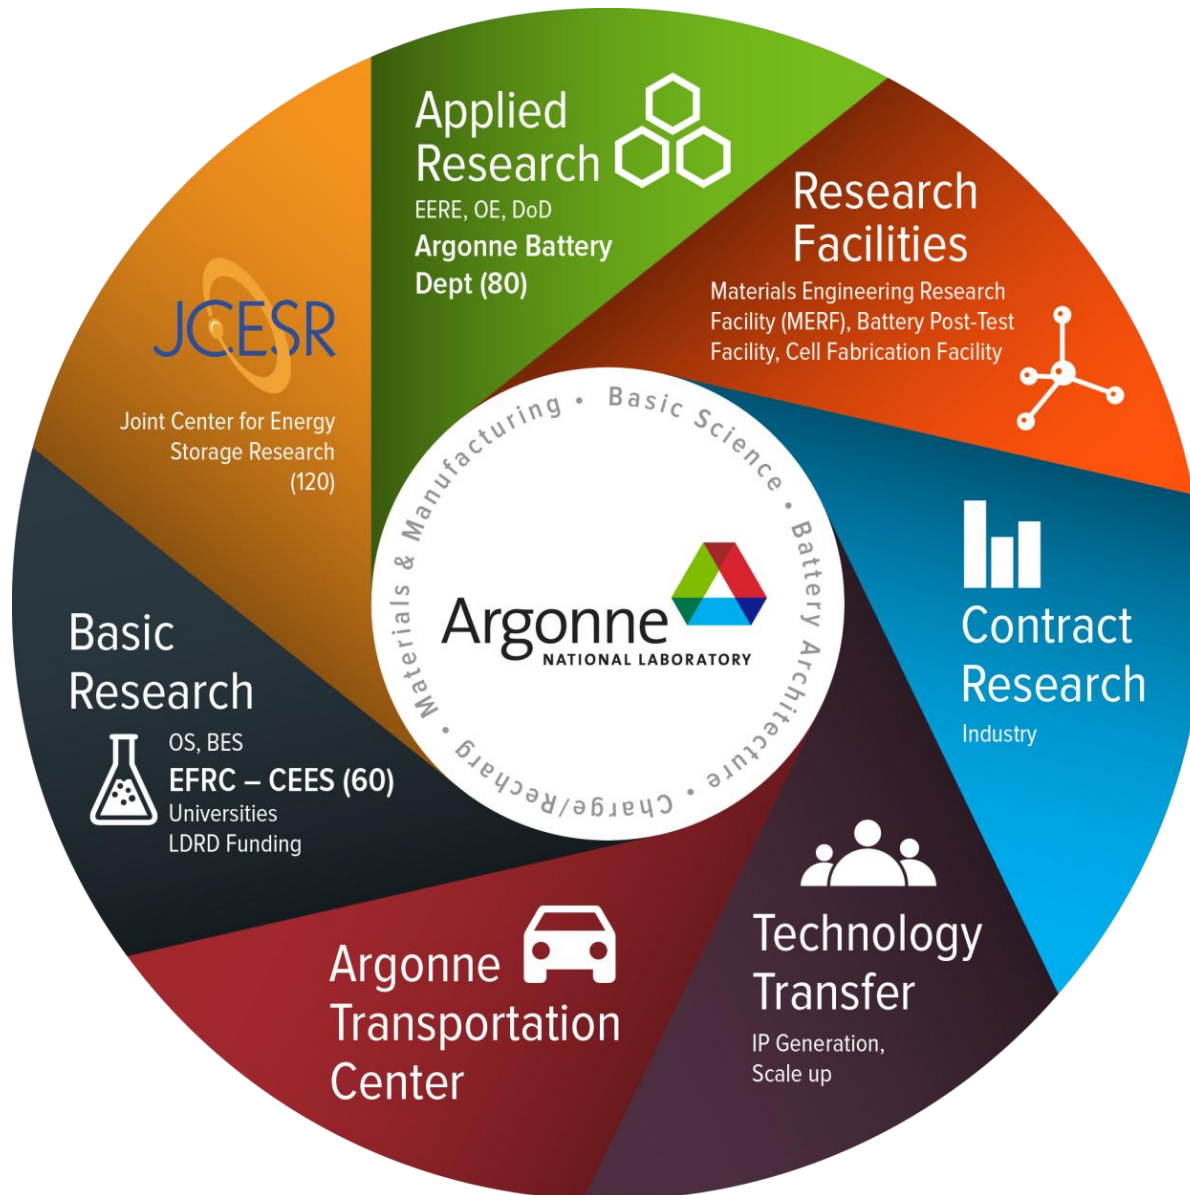 Applied
Research
EERE, OE, DoD
Argonne Battery
Dept (80)
Research
Facilities
Materials Engineering Research
Facility (MERF), Battery Post-Test
Facility, Cell Fabrication Facility
Contract
Research
Industry
Technology
Transfer
IP Generation,
Scale up
Argonne
Transportation
Center
Basic
Research
OS, BES
EFRC – CEES (60)
Universities
LDRD Funding
JCESR
Joint Center for Energy
Storage Research
(120)
Basic Science • Battery Architecture • Charge/Recharg • Materials & Manufacturing •
Argonne
NATIONAL LABORATORY